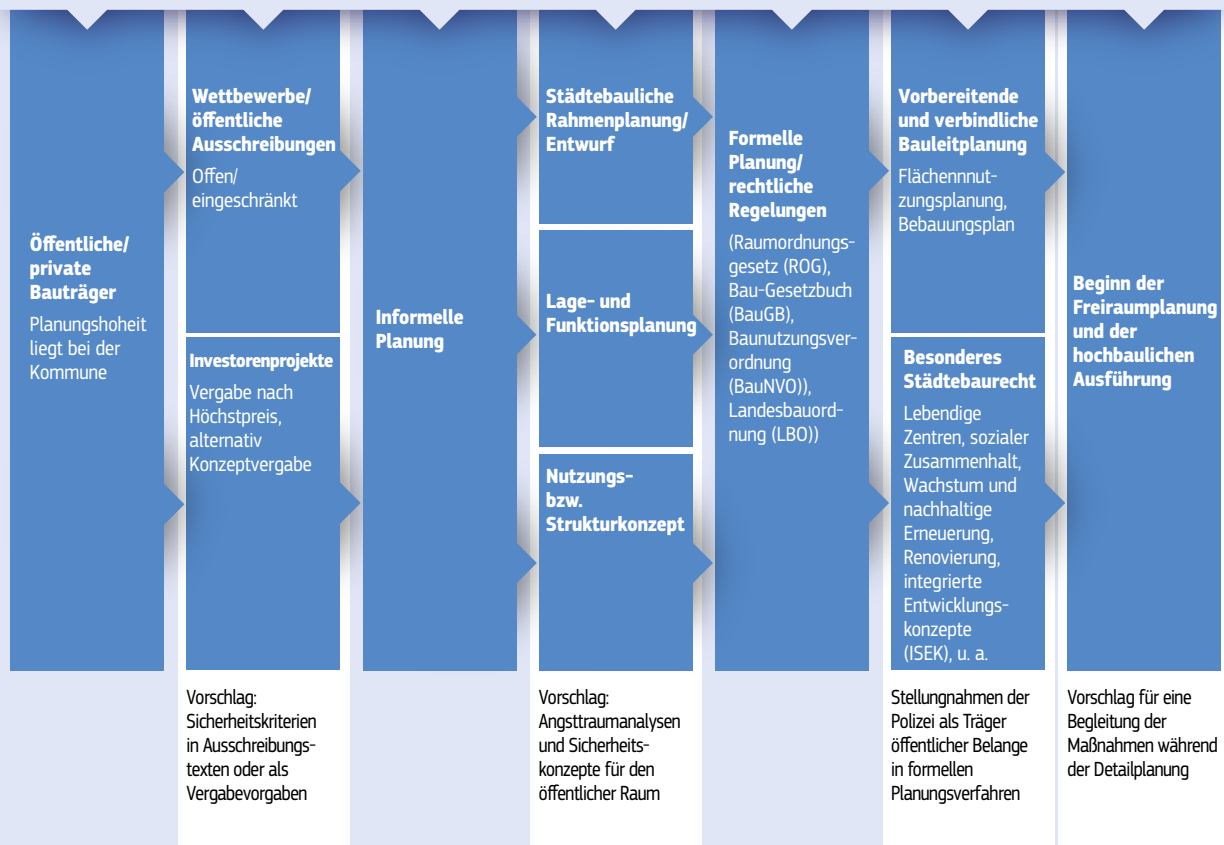 Öffentliche/
private
Bauträger
Planungshoheit
liegt bei der
Kommune
Wettbewerbe/
öffentliche
Ausschreibungen
Offen/
eingeschränkt
Investorenprojekte
Vergabe nach
Höchstpreis,
alternativ
Konzeptvergabe
Vorschlag:
Sicherheitskriterien
in Ausschreibungs-
texten oder als
Vergabevorgaben
Informelle
Planung
Städtebauliche
Rahmenplanung/
Entwurf
Lage- und
Funktionsplanung
Nutzungs-
bzw.
Strukturkonzept
Vorschlag:
Angsttraumanalysen
und Sicherheits-
konzepte für den
öffentlicher Raum
Formelle
Planung/
rechtliche
Regelungen
(Raumordnungs-
gesetz (ROG),
Bau-Gesetzbuch
(BauGB),
Baunutzungsver-
ordnung
(BauNVO)),
Landesbauord-
nung (LBO))
Vorbereitende
und verbindliche
Bauleitplanung
Flächennnut-
zungsplanung,
Bebauungsplan
Besonderes
Städtebaurecht
Lebendige
Zentren, sozialer
Zusammenhalt,
Wachstum und
nachhaltige
Erneuerung,
Renovierung,
integrierte
Entwicklungs-
konzepte
(ISEK), u. a.
Stellungnahmen der
Polizei als Träger
öffentlicher Belange
in formellen
Planungsverfahren
Beginn der
Freiraumplanung
und der
hochbaulichen
Ausführung
Vorschlag für eine
Begleitung der
Maßnahmen während
der Detailplanung